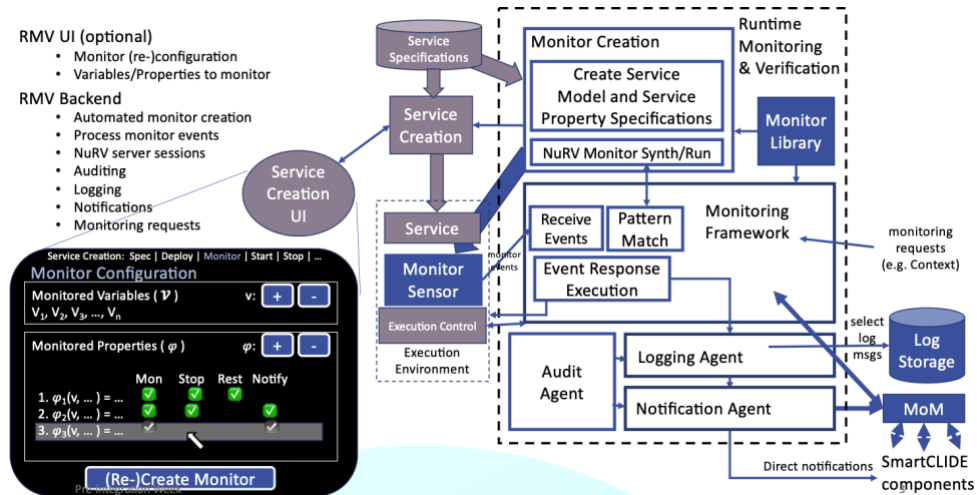 RMV UI (optional)
• Monitor (re-)configuration
• Variables/Properties to monitor
RMV Backend
• Automated monitor creation
• Process monitor events
• NuRV server sessions
• Auditing
• Logging
• Notifications
• Monitoring requests
Service
Specifications
Service
Creation
Service
Creation
UI
Service
Monitor
Sensor
Execution Control
Execution
Environment
Runtime
Monitoring
& Verification
Monitor Creation
Create Service
Model and Service
Property Specifications
NuRV Monitor Synth/Run
Monitor
Library
Receive
Events
Pattern
Match
Monitoring
Framework
monitor
events
Event Response
Execution
monitoring
requests
(e.g. Context)
Audit
Agent
Logging Agent
Notification Agent
select
log
msgs
Log
Storage
MoM
SmartCLIDE
components
Direct notifications
Service Creation: Spec | Deploy | Monitor | Start | Stop | ...
Monitor Configuration
Monitored Variables ( 𝒱 ) v: + -
V₁, V₂, V₃, ..., Vₙ
Monitored Properties ( φ ) φ: + -
Mon Stop Rest Notify
1. φ₁(v, ... ) = ... ✅ ✅ ✅
2. φ₂(v, ... ) = ... ✅ ✅ ✅
3. φ₃(v, ... ) = ... ✓ ✓
(Re-)Create Monitor
Pre-Integration Week